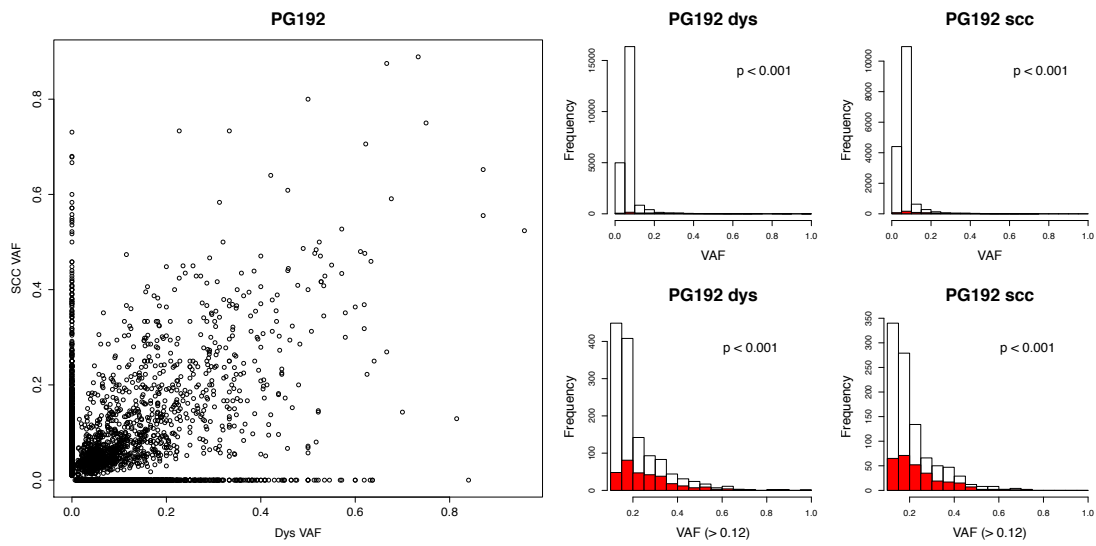 PG192
SCC VAF
0.0 0.2 0.4 0.6 0.8
0.0 0.2 0.4 0.6 0.8
Dys VAF
PG192 dys
p < 0.001
Frequency
0 5000 10000 15000
0.0 0.2 0.4 0.6 0.8 1.0
VAF
PG192 scc
p < 0.001
Frequency
0 2000 4000 6000 8000 10000
0.0 0.2 0.4 0.6 0.8 1.0
VAF
PG192 dys
p < 0.001
Frequency
0 100 200 300 400
0.2 0.4 0.6 0.8 1.0
VAF (> 0.12)
PG192 scc
p < 0.001
Frequency
0 50 100 150 200 250 300 350
0.2 0.4 0.6 0.8 1.0
VAF (> 0.12)